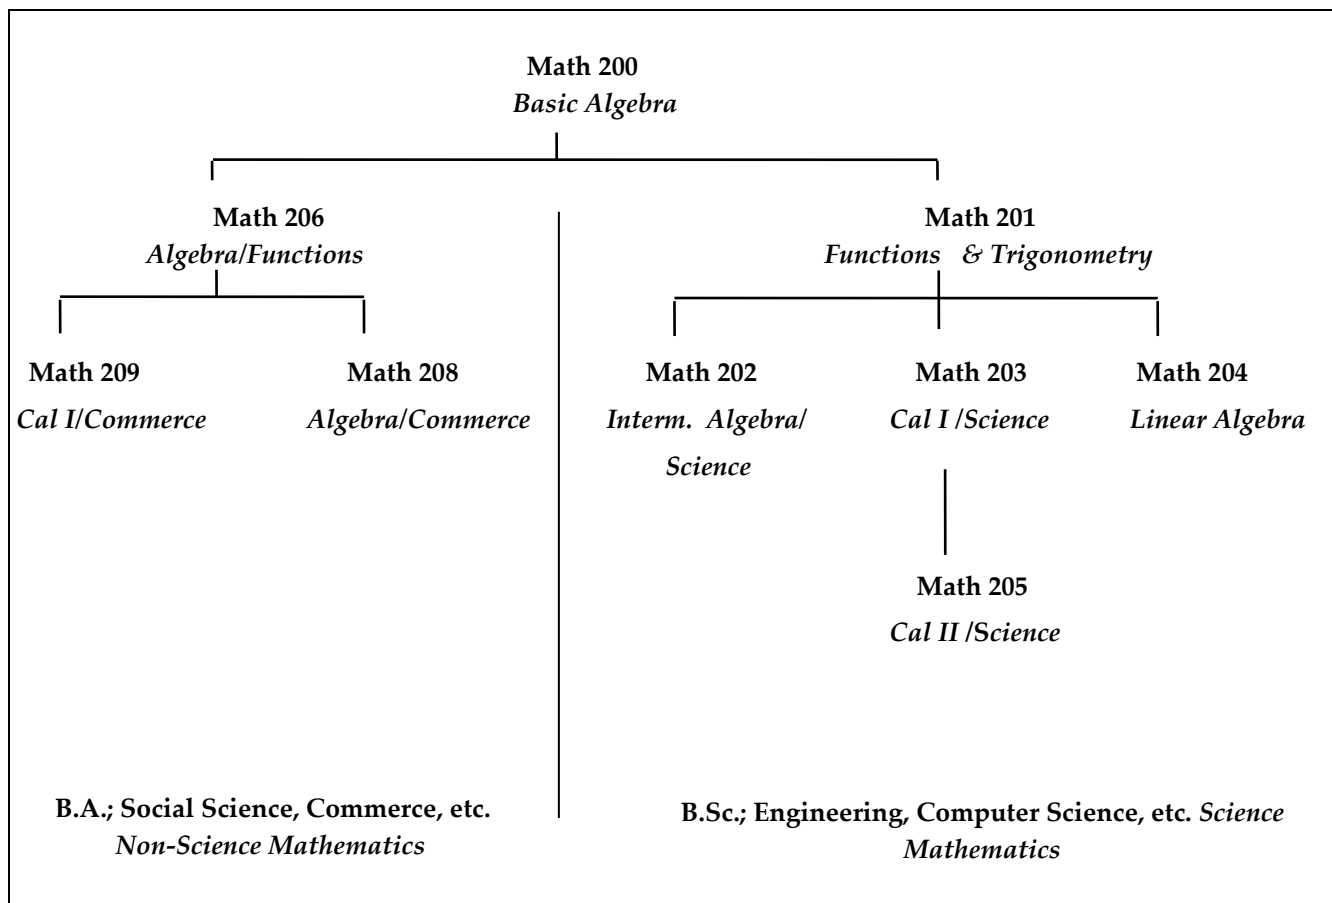 Math 200
Basic Algebra
Math 206
Algebra/Functions
Math 201
Functions & Trigonometry
Math 209
Cal I/Commerce
Math 208
Algebra/Commerce
Math 202
Interm. Algebra/
Science
Math 203
Cal I /Science
Math 204
Linear Algebra
Math 205
Cal II /Science
B.A.; Social Science, Commerce, etc.
Non-Science Mathematics
B.Sc.; Engineering, Computer Science, etc. Science
Mathematics